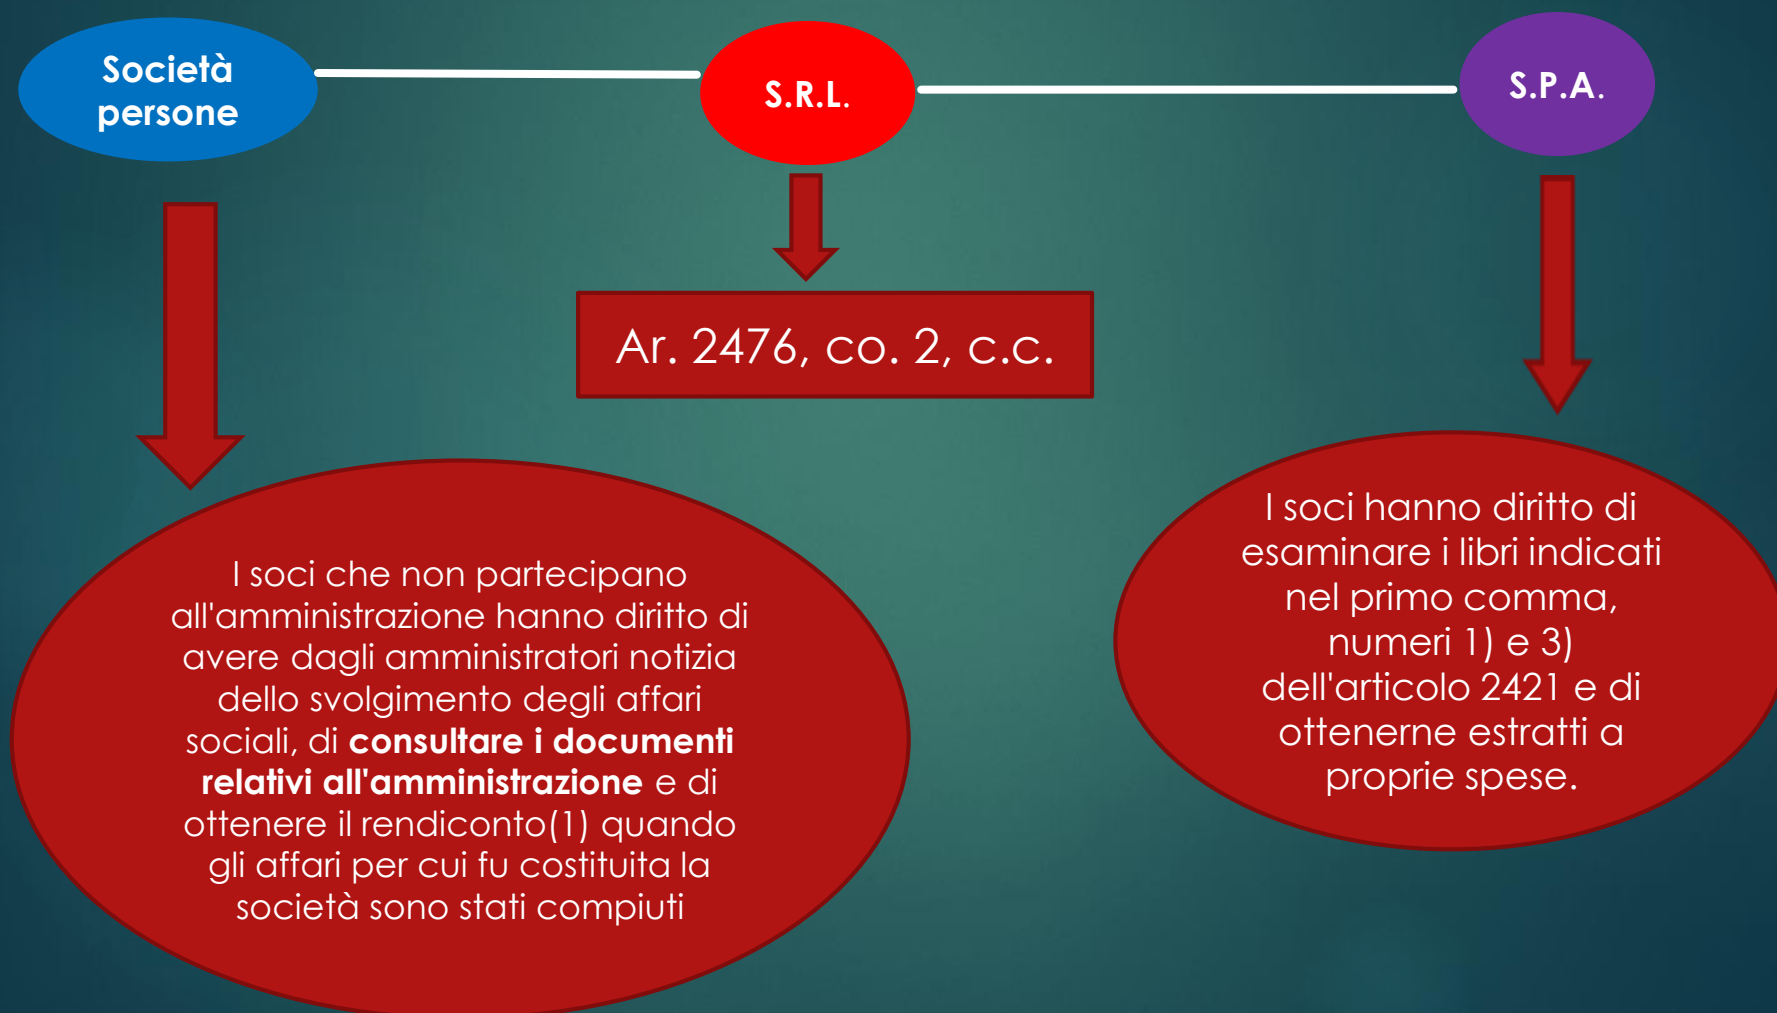 Società
persone
S.R.L.
S.P.A.
Ar. 2476, co. 2, c.c.
I soci che non partecipano
all'amministrazione hanno diritto di
avere dagli amministratori notizia
dello svolgimento degli affari
sociali, di consultare i documenti
relativi all'amministrazione e di
ottenere il rendiconto(1) quando
gli affari per cui fu costituita la
società sono stati compiuti
I soci hanno diritto di
esaminare i libri indicati
nel primo comma,
numeri 1) e 3)
dell'articolo 2421 e di
ottenerne estratti a
proprie spese.